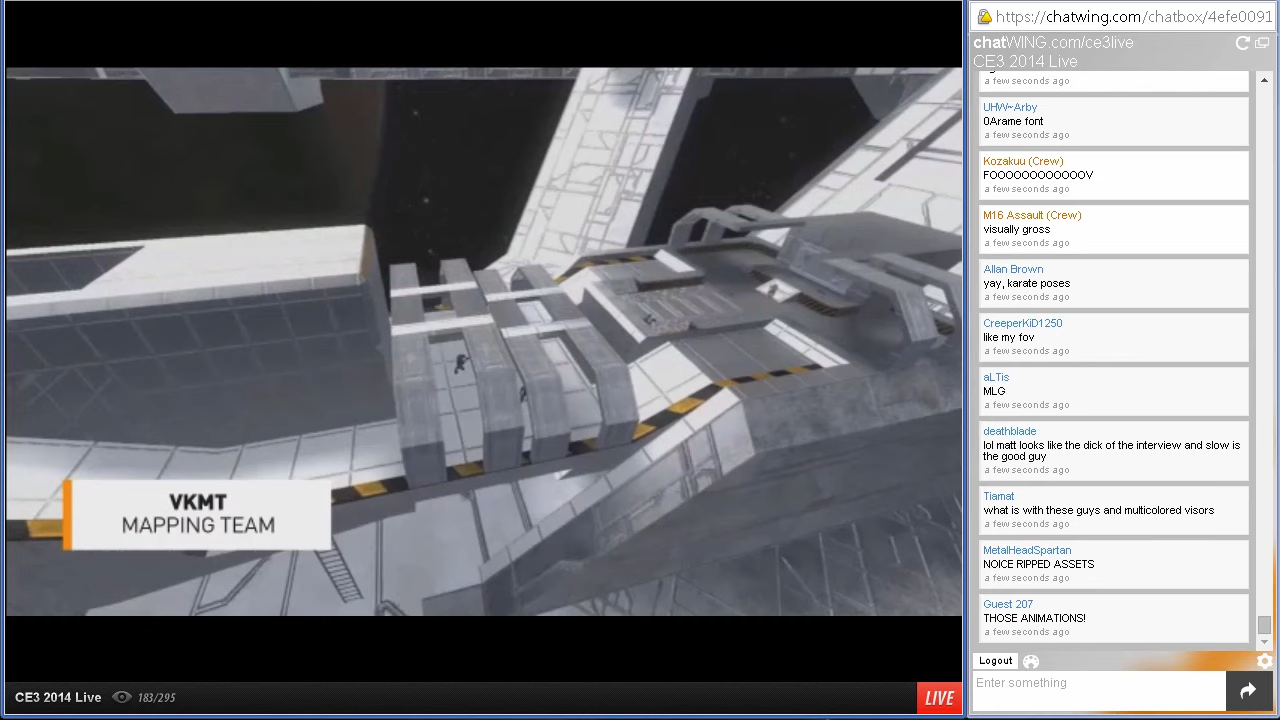 https://chatwing.com/chatbox/4efe0091
chatWING.com/ce3live
CE3 2014 Live
a few seconds ago
UHW~Arby
0Arame font
a few seconds ago
Kozakuu (Crew)
FOOOOOOOOOOOOV
a few seconds ago
M16 Assault (Crew)
visually gross
a few seconds ago
Allan Brown
yay, karate poses
a few seconds ago
CreeperKiD1250
like my fov
a few seconds ago
aLTis
MLG
a few seconds ago
deathblade
lol matt looks like the dick of the interview and slow is
the good guy
a few seconds ago
Tiamat
what is with these guys and multicolored visors
a few seconds ago
MetalHeadSpartan
NOICE RIPPED ASSETS
a few seconds ago
Guest 207
THOSE ANIMATIONS!
a few seconds ago
Logout
Enter something
VKMT
MAPPING TEAM
CE3 2014 Live
183/295
LIVE